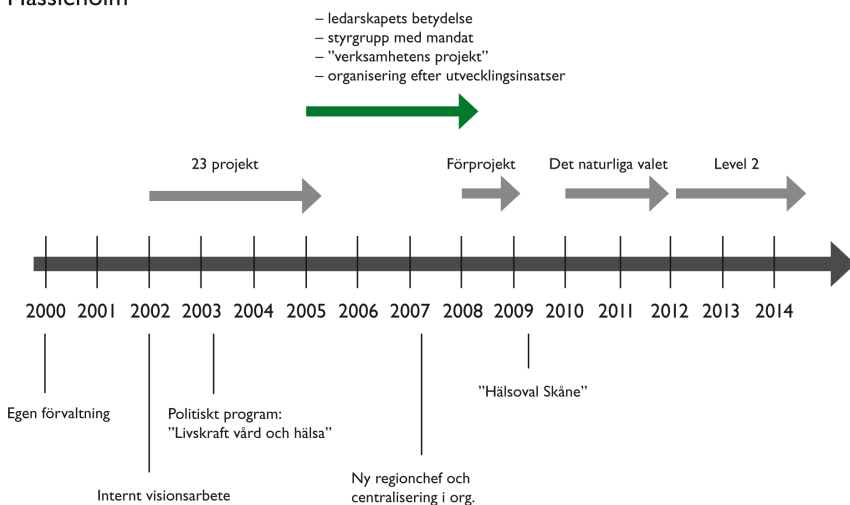 Hässleholm
– ledarskapets betydelse
– styrgrupp med mandat
– ”verksamhetens projekt”
– organisering efter utvecklingsinsatser
23 projekt
Förprojekt
Det naturliga valet
Level 2
2000 2001 2002 2003 2004 2005 2006 2007 2008 2009 2010 2011 2012 2013 2014
”Hälsoval Skåne”
Egen förvaltning
Politiskt program:
”Livskraft vård och hälsa”
Ny regionchef och
centralisering i org.
Internt visionsarbete